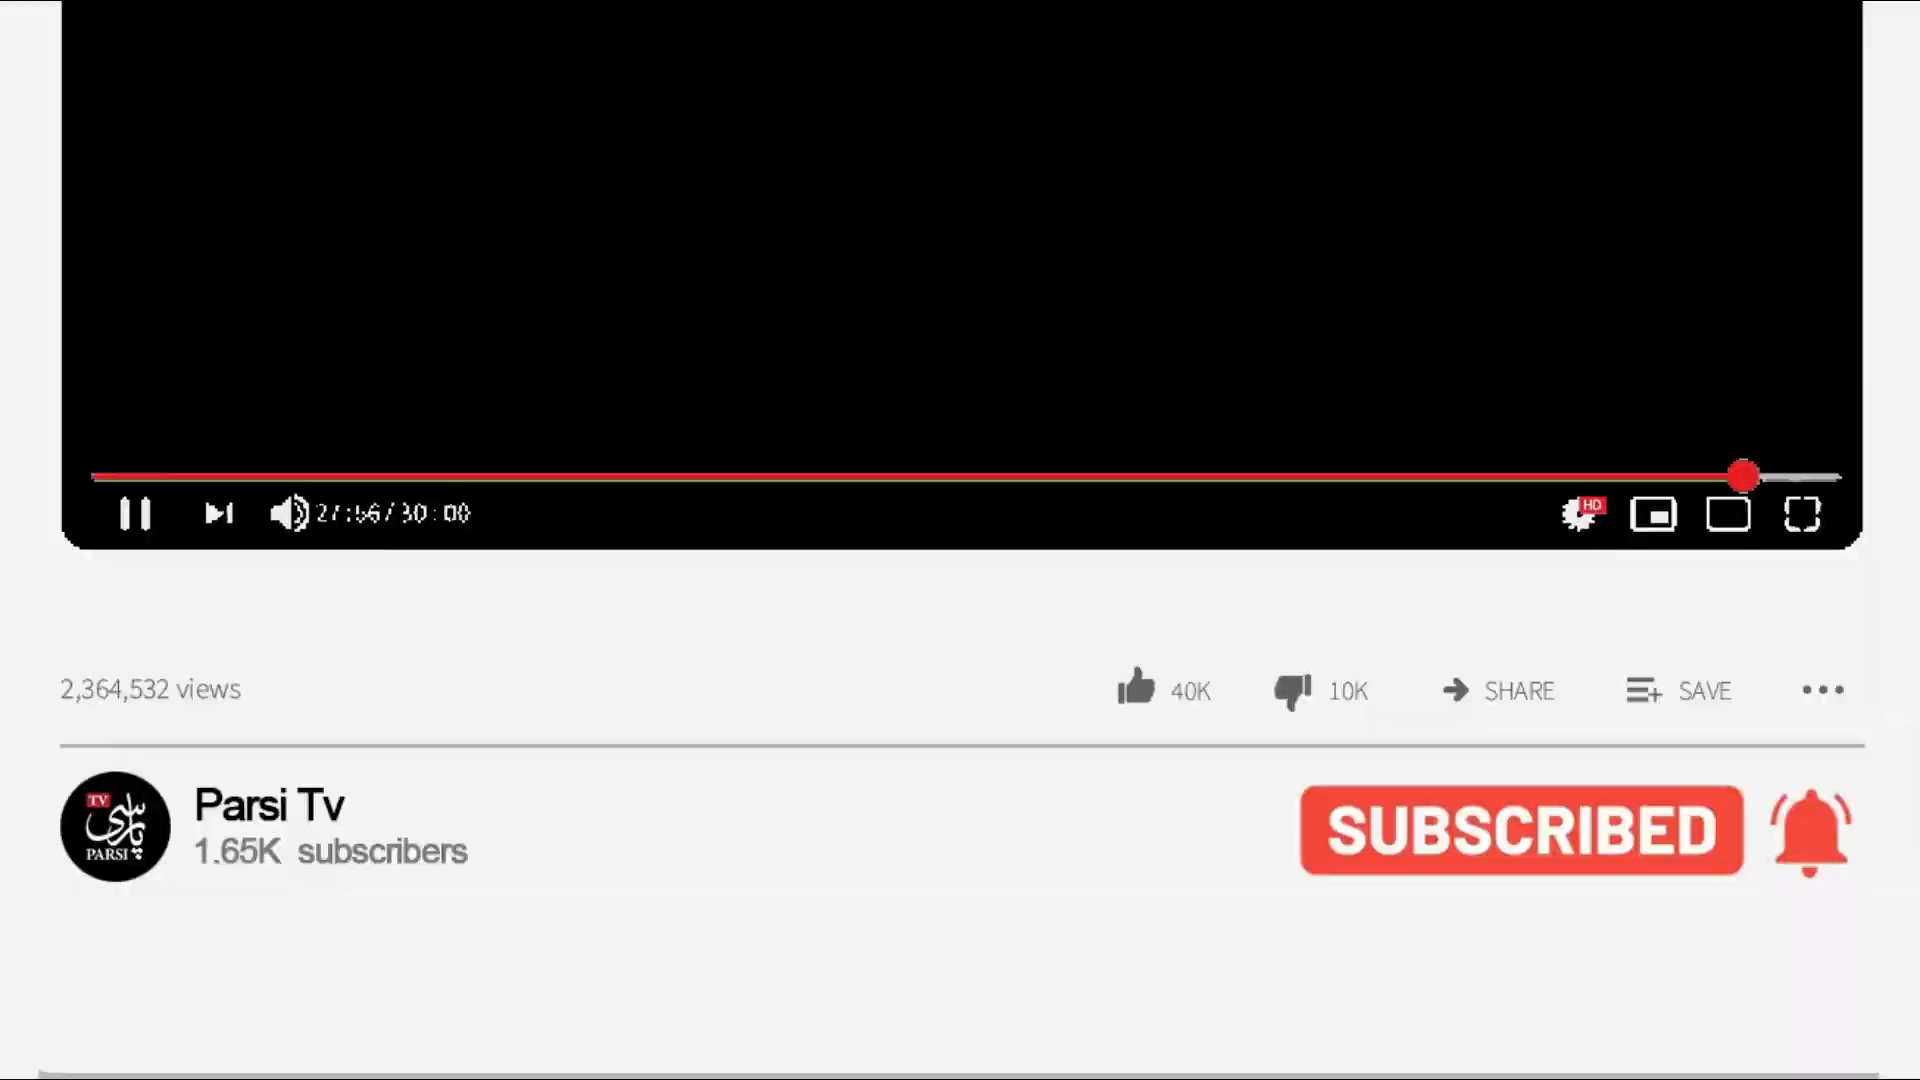 27:56/30:00
HD
2,364,532 views
40K
10K
SHARE
SAVE
TV
پارسی
PARSI
Parsi Tv
1.65K subscribers
SUBSCRIBED